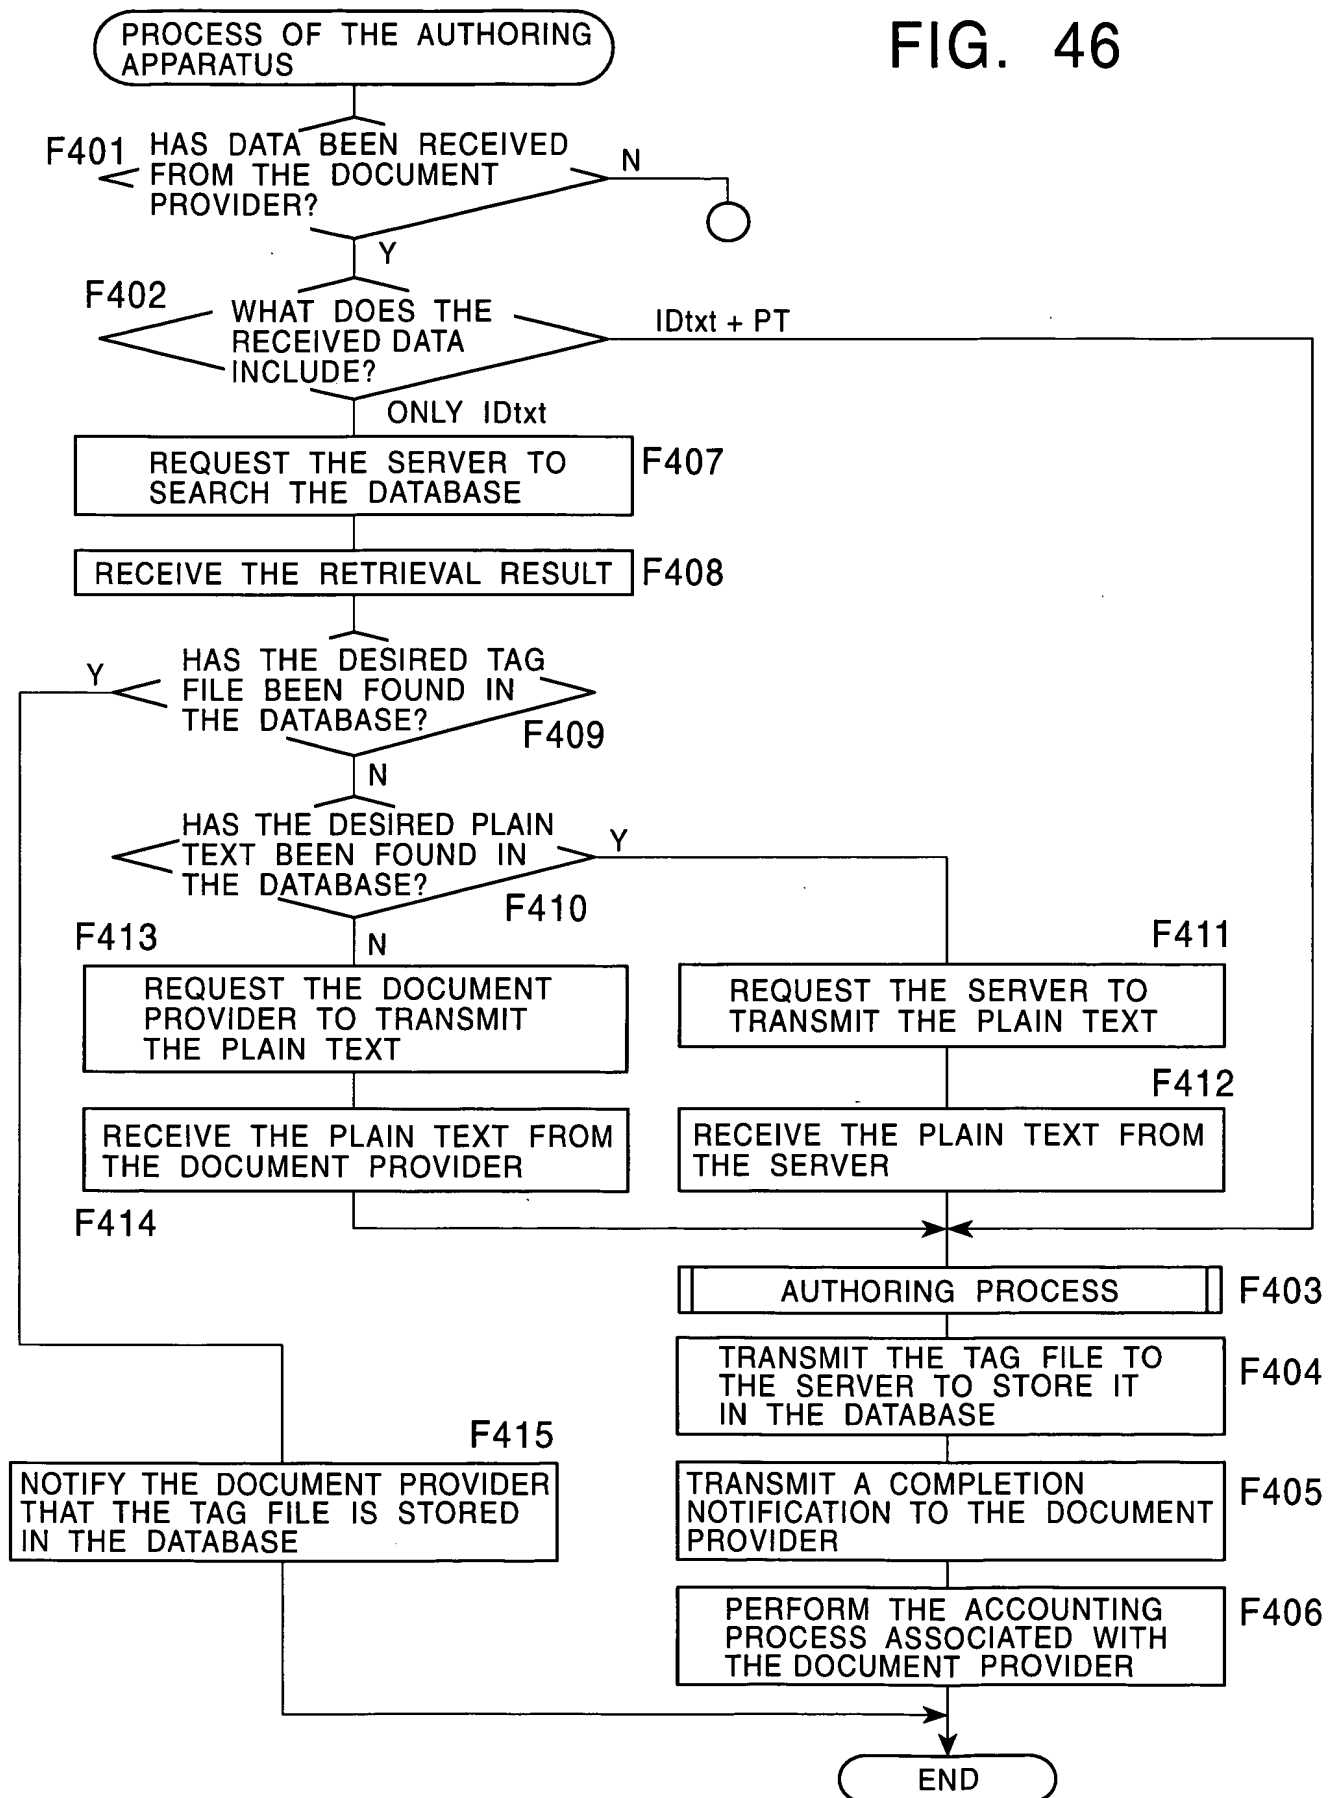 FIG. 46
PROCESS OF THE AUTHORING
APPARATUS
F401
HAS DATA BEEN RECEIVED
FROM THE DOCUMENT
PROVIDER?
N
Y
F402
WHAT DOES THE
RECEIVED DATA
INCLUDE?
IDtxt + PT
ONLY IDtxt
REQUEST THE SERVER TO
SEARCH THE DATABASE
F407
RECEIVE THE RETRIEVAL RESULT
F408
Y
HAS THE DESIRED TAG
FILE BEEN FOUND IN
THE DATABASE?
F409
N
HAS THE DESIRED PLAIN
TEXT BEEN FOUND IN
THE DATABASE?
Y
F410
N
F413
REQUEST THE DOCUMENT
PROVIDER TO TRANSMIT
THE PLAIN TEXT
F411
REQUEST THE SERVER TO
TRANSMIT THE PLAIN TEXT
F412
RECEIVE THE PLAIN TEXT FROM
THE DOCUMENT PROVIDER
F414
RECEIVE THE PLAIN TEXT FROM
THE SERVER
AUTHORING PROCESS
F403
TRANSMIT THE TAG FILE TO
THE SERVER TO STORE IT
IN THE DATABASE
F404
F415
NOTIFY THE DOCUMENT PROVIDER
THAT THE TAG FILE IS STORED
IN THE DATABASE
TRANSMIT A COMPLETION
NOTIFICATION TO THE DOCUMENT
PROVIDER
F405
PERFORM THE ACCOUNTING
PROCESS ASSOCIATED WITH
THE DOCUMENT PROVIDER
F406
END